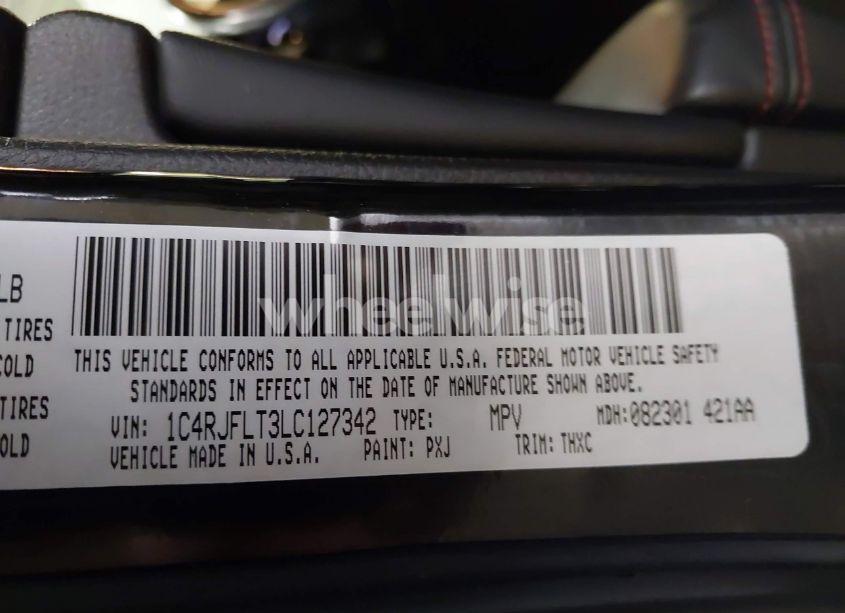 LB
TIRES
COLD
TIRES
OLD
wheelwise
THIS VEHICLE CONFORMS TO ALL APPLICABLE U.S.A. FEDERAL MOTOR VEHICLE SAFETY
STANDARDS IN EFFECT ON THE DATE OF MANUFACTURE SHOWN ABOVE.
VIN: 1C4RJFLT3LC127342 TYPE: MPV MDH:082301 421AA
VEHICLE MADE IN U.S.A. PAINT: PXJ TRIM: THXC